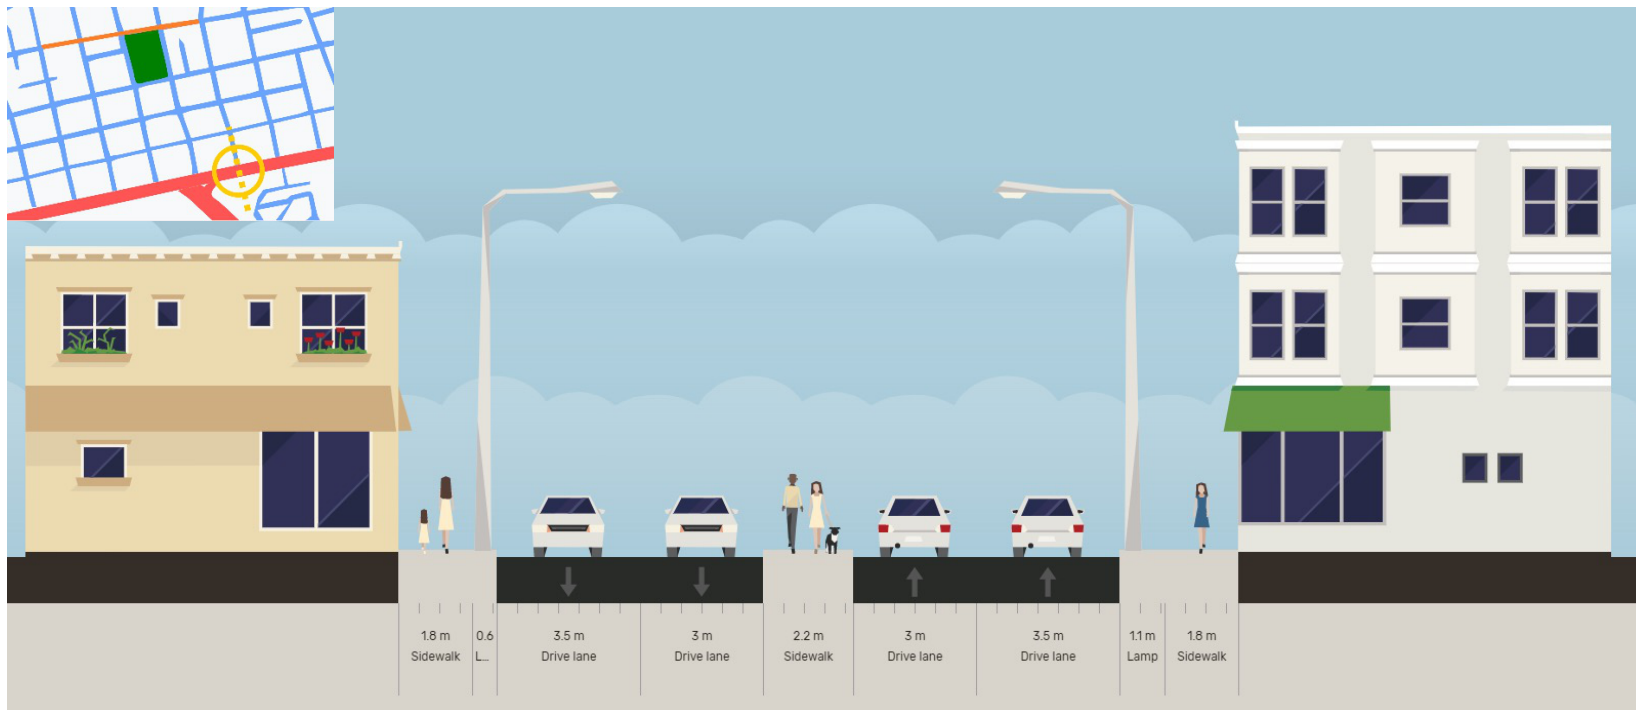 1.8 m 0.6 3.5 m 3 m 2.2 m 3 m 3.5 m 1.1 m 1.8 m
Sidewalk L... Drive lane Drive lane Sidewalk Drive lane Drive lane Lamp Sidewalk